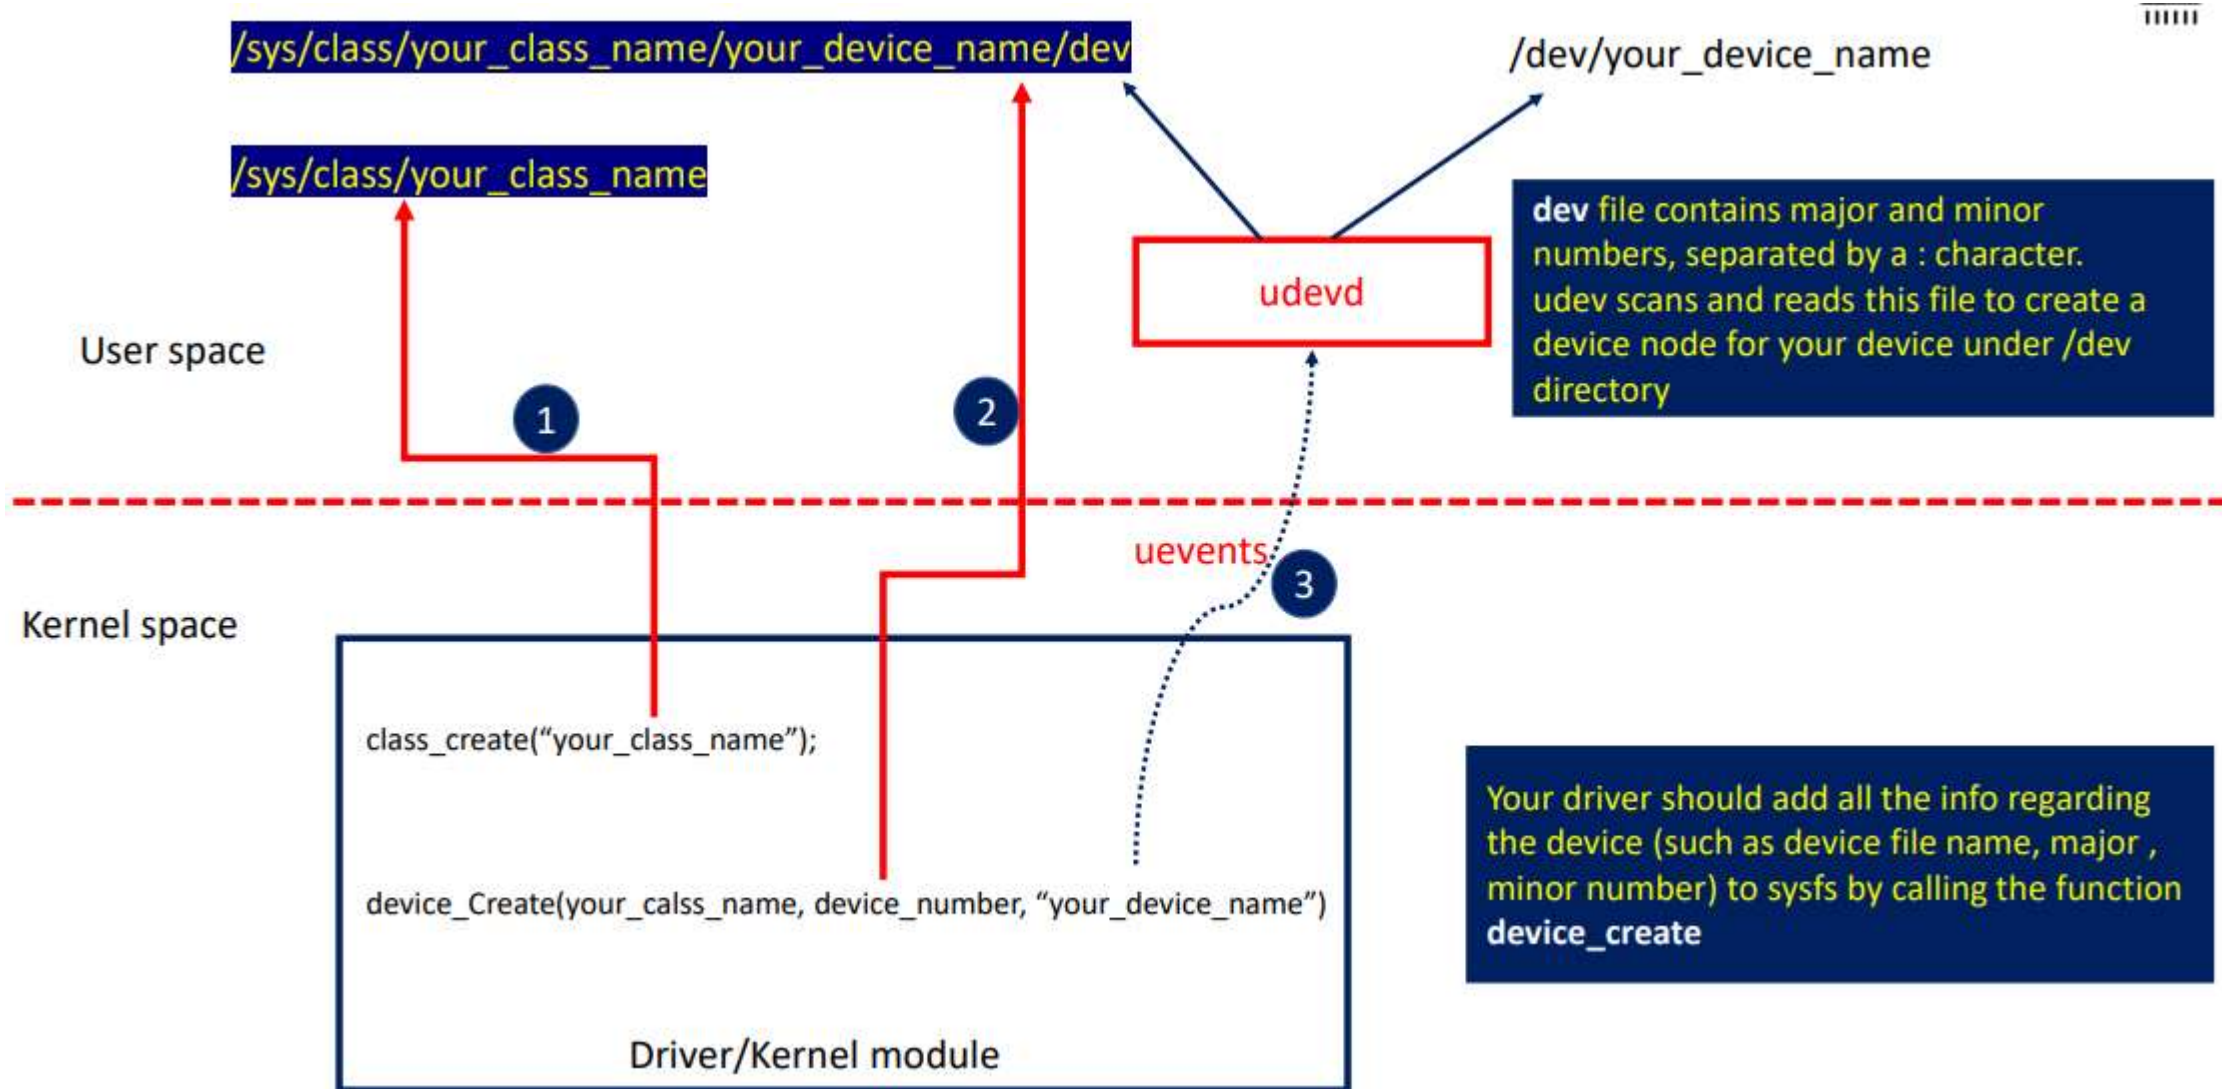 /sys/class/your_class_name/your_device_name/dev
/dev/your_device_name
/sys/class/your_class_name
dev file contains major and minor
numbers, separated by a : character.
udev scans and reads this file to create a
device node for your device under /dev
directory
udevd
User space
1
2
uevents
3
Kernel space
class_create(“your_class_name”);
device_Create(your_calss_name, device_number, “your_device_name”)
Driver/Kernel module
Your driver should add all the info regarding
the device (such as device file name, major ,
minor number) to sysfs by calling the function
device_create